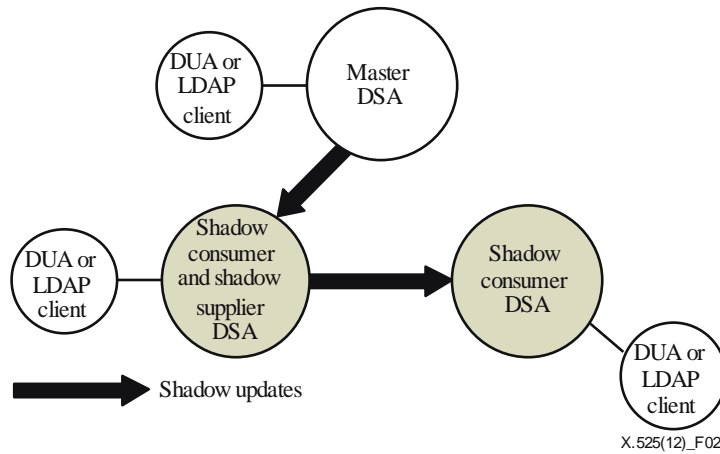 DUA or
LDAP
client
Master
DSA
DUA or
LDAP
client
Shadow
consumer
and shadow
supplier
DSA
Shadow
consumer
DSA
DUA or
LDAP
client
Shadow updates
X.525(12)_F02